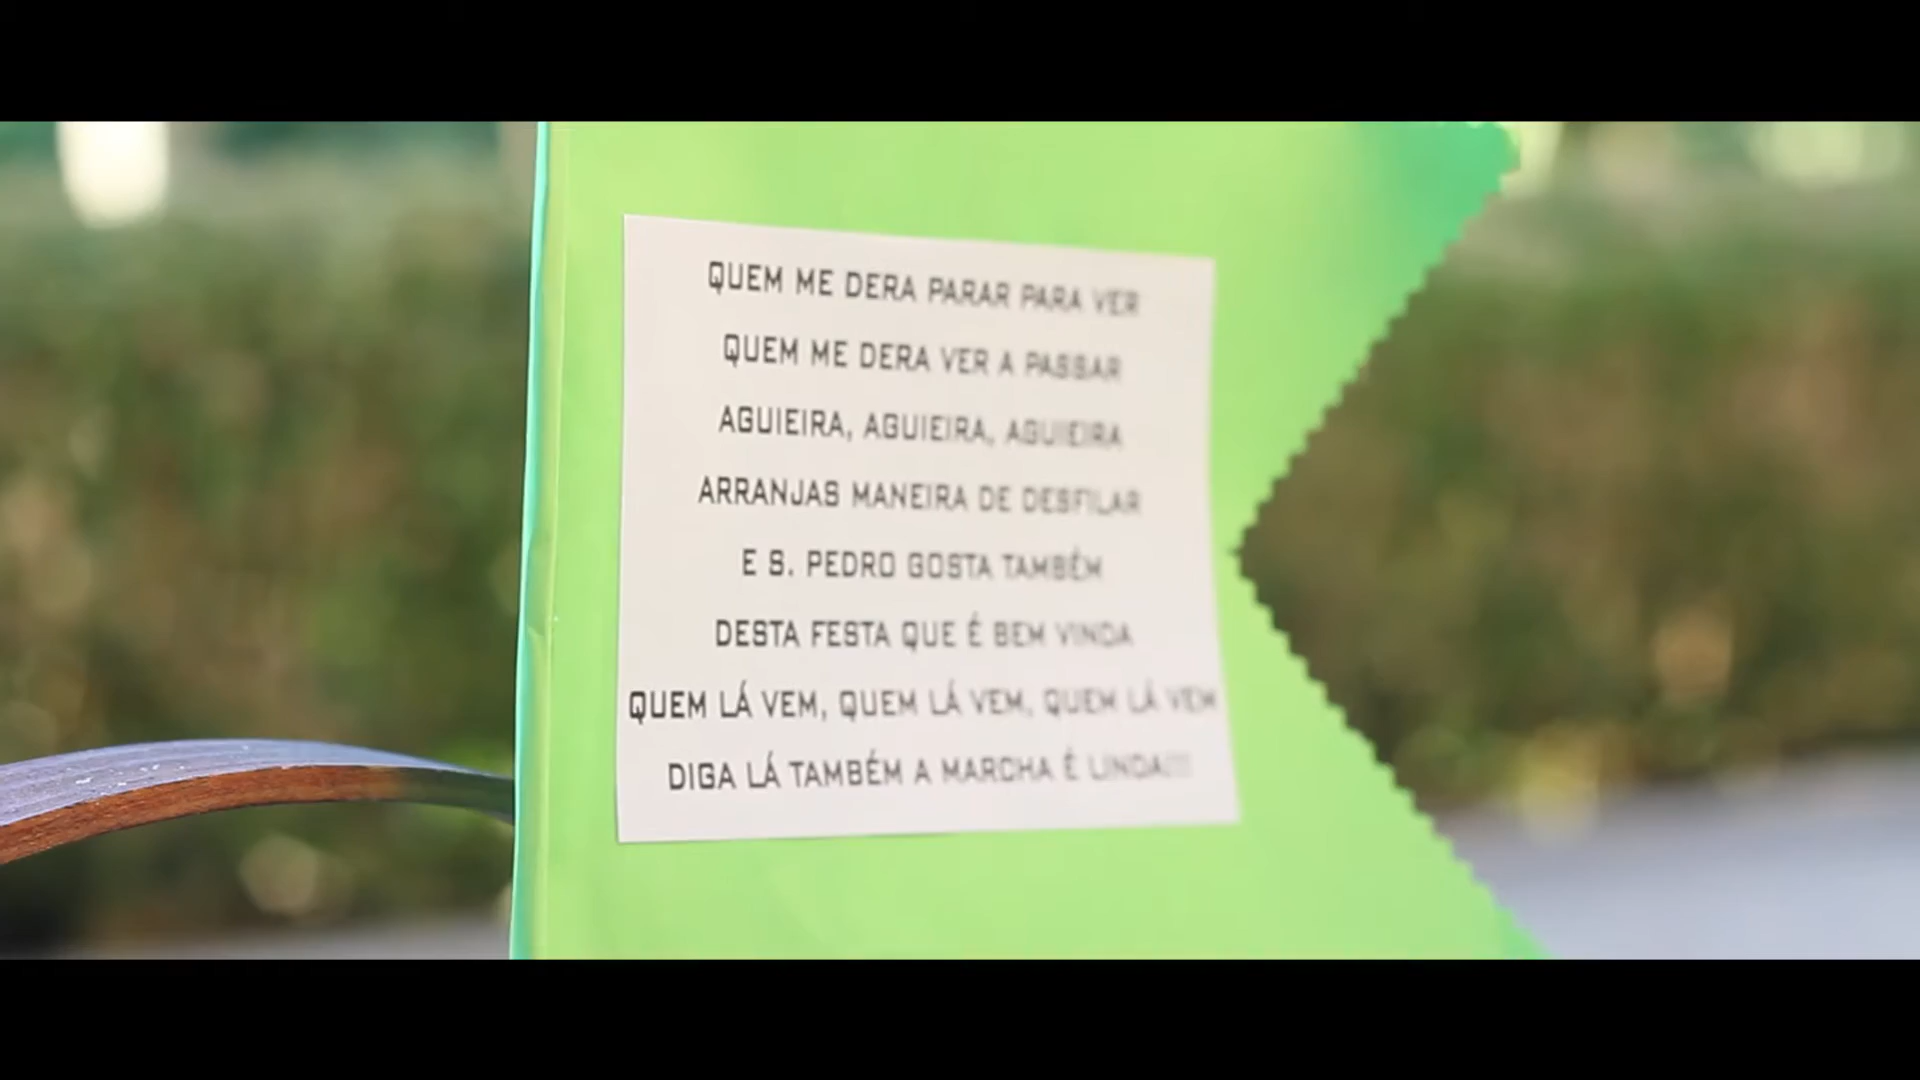 QUEM ME DERA PARAR PARA VER
QUEM ME DERA VER A PASSAR
AGUIEIRA, AGUIEIRA, AGUIEIRA
ARRANJAS MANEIRA DE DESFILAR
E S. PEDRO GOSTA TAMBÉM
DESTA FESTA QUE É BEM VINDA
QUEM LÁ VEM, QUEM LÁ VEM, QUEM LÁ VEM
DIGA LÁ TAMBÉM A MARCHA É LINDA!!!